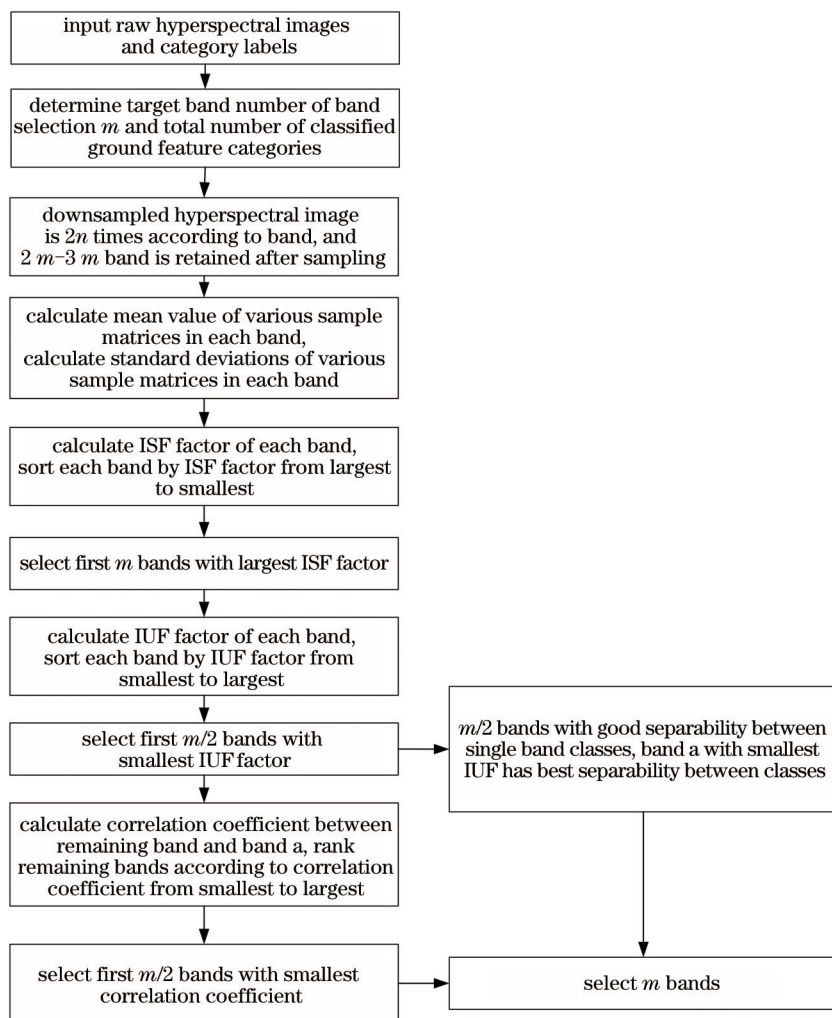 input raw hyperspectral images
and category labels
determine target band number of band
selection m and total number of classified
ground feature categories
downsampled hyperspectral image
is 2n times according to band, and
2 m–3 m band is retained after sampling
calculate mean value of various sample
matrices in each band,
calculate standard deviations of various
sample matrices in each band
calculate ISF factor of each band,
sort each band by ISF factor from largest
to smallest
select first m bands with largest ISF factor
calculate IUF factor of each band,
sort each band by IUF factor from
smallest to largest
select first m/2 bands with
smallest IUF factor
m/2 bands with good separability between
single band classes, band a with smallest
IUF has best separability between classes
calculate correlation coefficient between
remaining band and band a, rank
remaining bands according to correlation
coefficient from smallest to largest
select first m/2 bands with smallest
correlation coefficient
select m bands